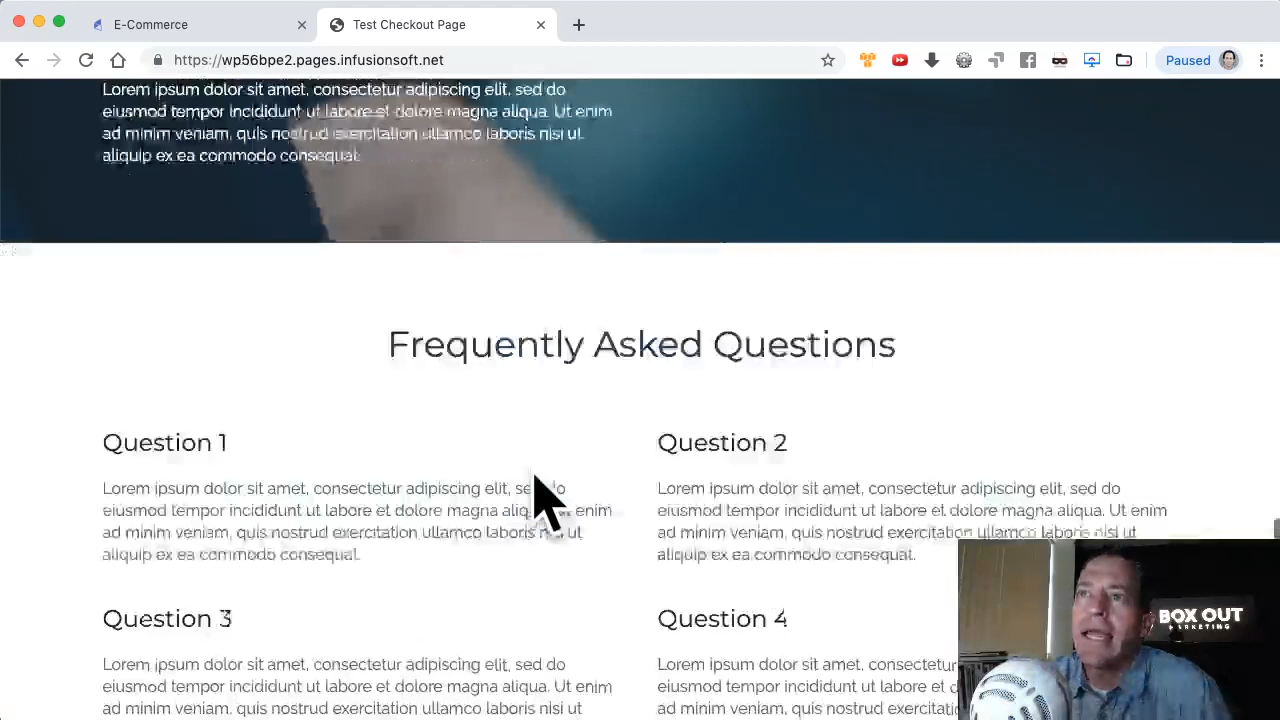 E-Commerce
Test Checkout Page
https://wp56bpe2.pages.infusionsoft.net
Paused
Lorem ipsum dolor sit amet, consectetur adipiscing elit, sed do
eiusmod tempor incididunt ut labore et dolore magna aliqua. Ut enim
ad minim veniam, quis nostrud exercitation ullamco laboris nisi ut
aliquip ex ea commodo consequat.
Frequently Asked Questions
Question 1
Lorem ipsum dolor sit amet, consectetur adipiscing elit, se do
eiusmod tempor incididunt ut labore et dolore magna enim
ad minim veniam, quis nostrud exercitation ullamco laboris ut
aliquip ex ea commodo consequat.
Question 2
Lorem ipsum dolor sit amet, consectetur adipiscing elit, sed do
eiusmod tempor incididunt ut labore et dolore magna aliqua. Ut enim
ad minim veniam, quis nostrud exercitation ullamco laboris nisi ut
aliquip ex ea commodo consequat.
Question 3
Lorem ipsum dolor sit amet, consectetur adipiscing elit, sed do
eiusmod tempor incididunt ut labore et dolore magna aliqua. Ut enim
ad minim veniam, quis nostrud exercitation ullamco laboris nisi ut
Question 4
Lorem ipsum dolor sit amet, consectetur
eiusmod tempor incididunt ut labore et
ad minim veniam, quis nostrud exercitation
BOX OUT
MARKETING